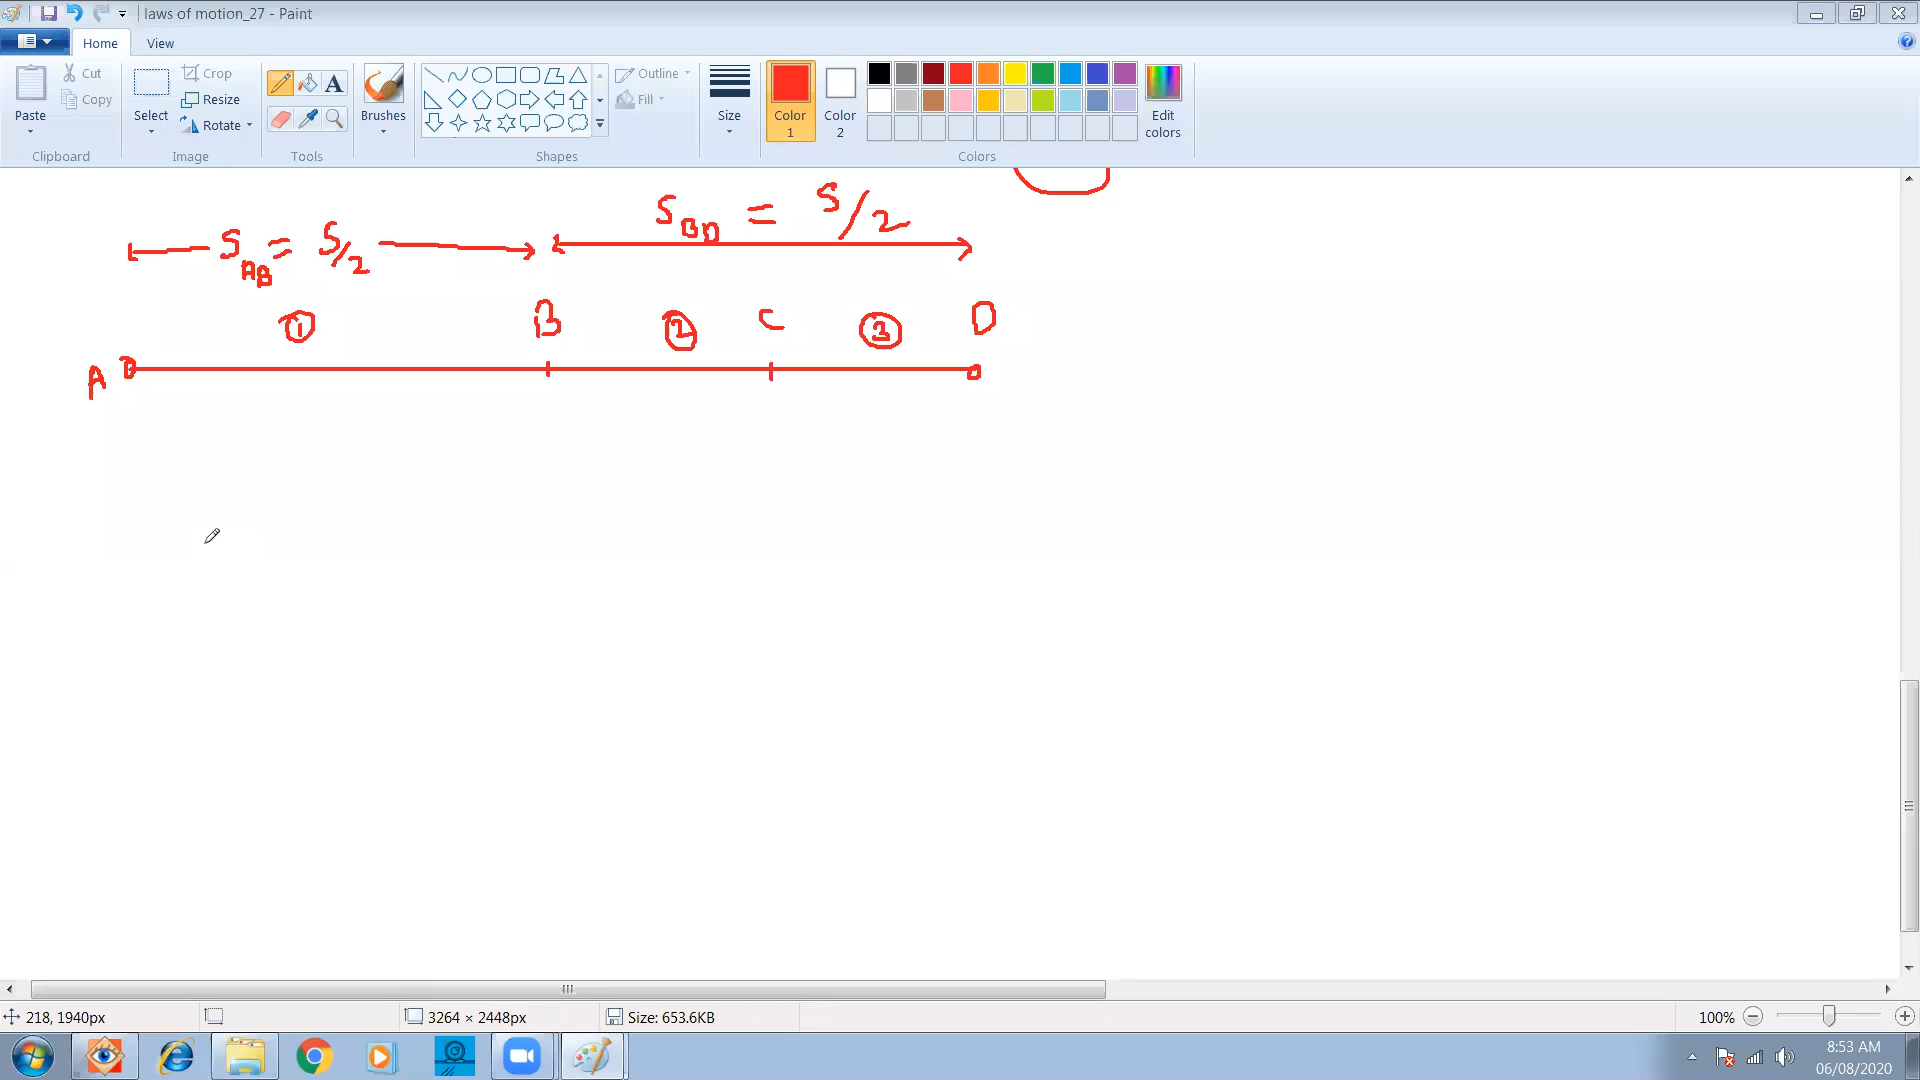 laws of motion_27 - Paint
Home View
Cut
Copy
Paste
Clipboard
Crop
Resize
Rotate
Select
Image
A
Tools
Brushes
Outline
Fill
Shapes
Size
Color 1
Color 2
Edit colors
Colors
S_AB = S/2
S_BD = S/2
① B ② C ③ D
A
218, 1940px
3264 × 2448px
Size: 653.6KB
100%
8:53 AM
06/08/2020